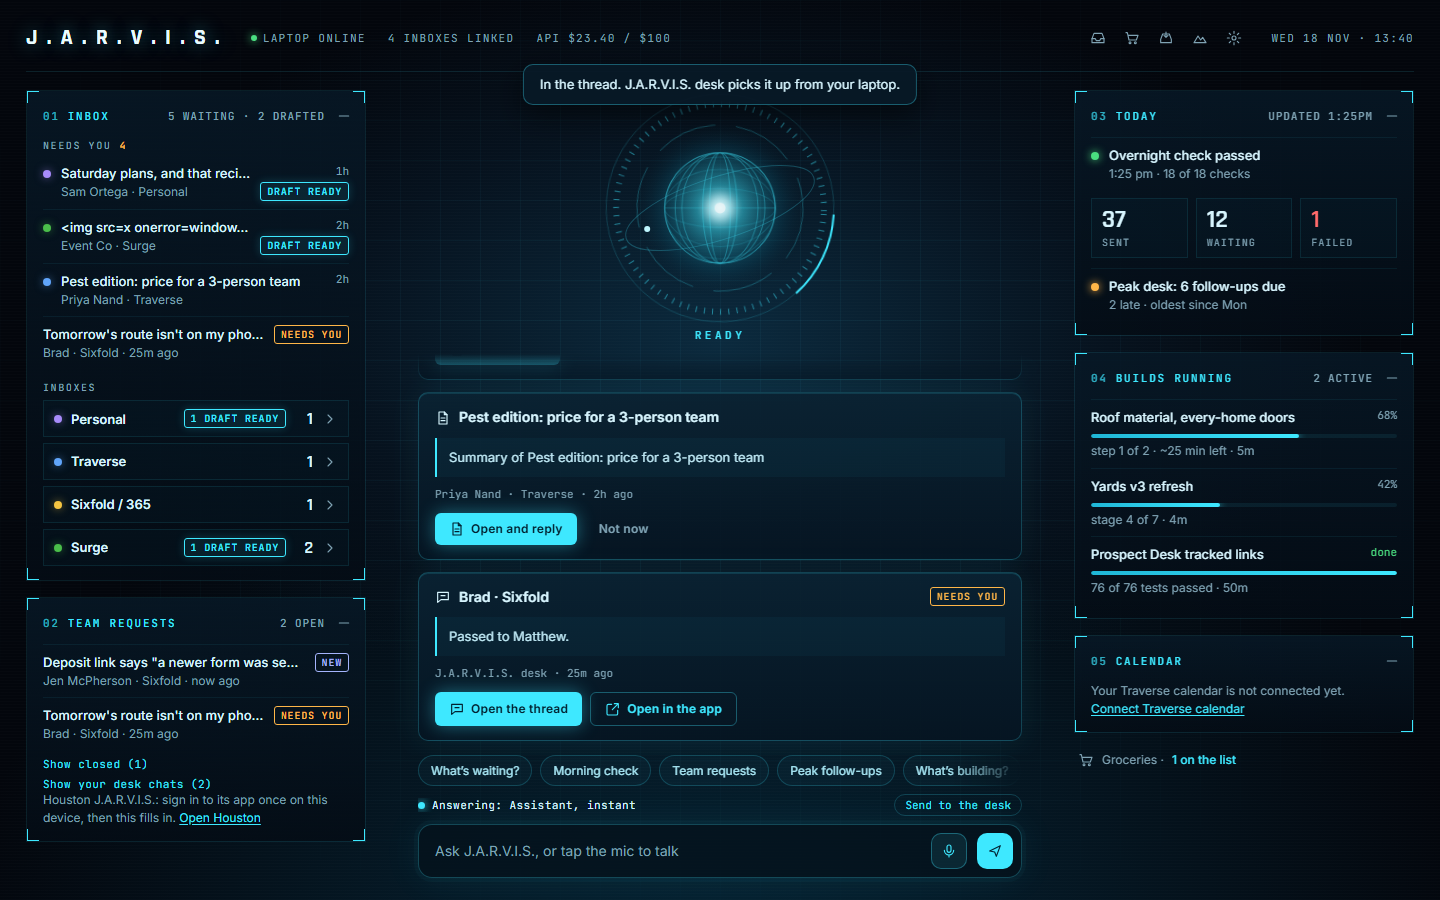 J.A.R.V.I.S.
LAPTOP ONLINE
4 INBOXES LINKED
API $23.40 / $100
WED 18 NOV · 13:40
In the thread. J.A.R.V.I.S. desk picks it up from your laptop.
01 INBOX
5 WAITING · 2 DRAFTED
NEEDS YOU 4
Saturday plans, and that reci...
1h
Sam Ortega · Personal
DRAFT READY
<img src=x onerror=window...
2h
Event Co · Surge
DRAFT READY
Pest edition: price for a 3-person team
2h
Priya Nand · Traverse
Tomorrow's route isn't on my pho...
NEEDS YOU
Brad · Sixfold · 25m ago
INBOXES
Personal
1 DRAFT READY
1
Traverse
1
Sixfold / 365
1
Surge
1 DRAFT READY
2
02 TEAM REQUESTS
2 OPEN
Deposit link says "a newer form was se...
NEW
Jen McPherson · Sixfold · now ago
Tomorrow's route isn't on my pho...
NEEDS YOU
Brad · Sixfold · 25m ago
Show closed (1)
Show your desk chats (2)
Houston J.A.R.V.I.S.: sign in to its app once on this
device, then this fills in. Open Houston
READY
Pest edition: price for a 3-person team
Summary of Pest edition: price for a 3-person team
Priya Nand · Traverse · 2h ago
Open and reply
Not now
Brad · Sixfold
NEEDS YOU
Passed to Matthew.
J.A.R.V.I.S. desk · 25m ago
Open the thread
Open in the app
What's waiting?
Morning check
Team requests
Peak follow-ups
What's building?
Answering: Assistant, instant
Send to the desk
Ask J.A.R.V.I.S., or tap the mic to talk
03 TODAY
UPDATED 1:25PM
Overnight check passed
1:25 pm · 18 of 18 checks
37
SENT
12
WAITING
1
FAILED
Peak desk: 6 follow-ups due
2 late · oldest since Mon
04 BUILDS RUNNING
2 ACTIVE
Roof material, every-home doors
68%
step 1 of 2 · ~25 min left · 5m
Yards v3 refresh
42%
stage 4 of 7 · 4m
Prospect Desk tracked links
done
76 of 76 tests passed · 50m
05 CALENDAR
Your Traverse calendar is not connected yet.
Connect Traverse calendar
Groceries · 1 on the list